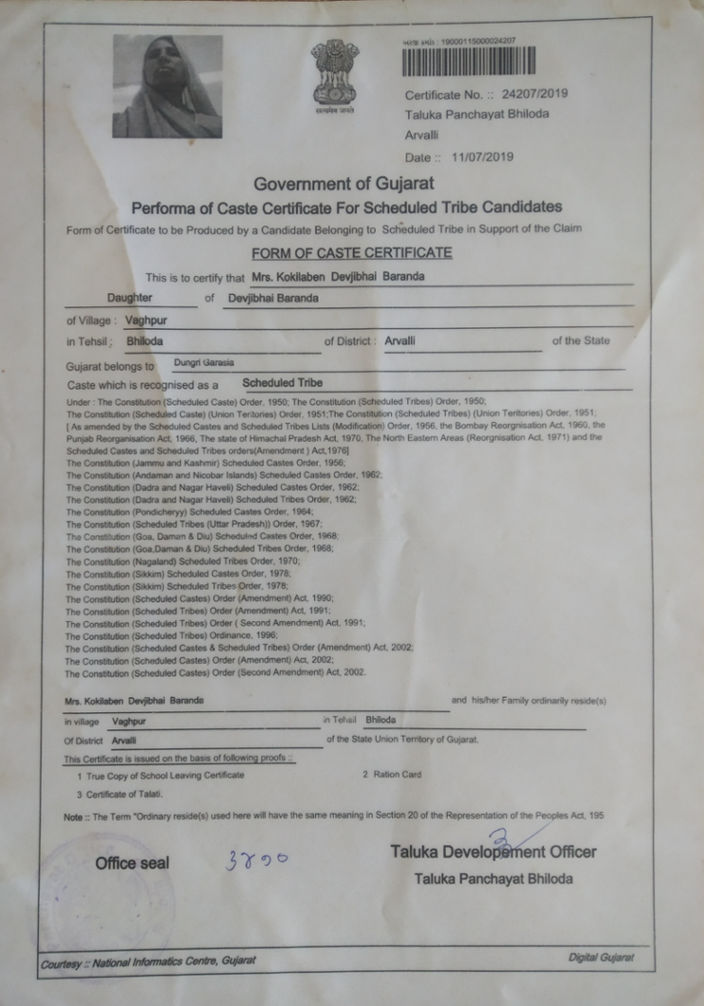 सत्यमेव जयते
અરજી ક્રમાંક : 19000115000024207
Certificate No. :: 24207/2019
Taluka Panchayat Bhiloda
Arvalli
Date :: 11/07/2019
Government of Gujarat
Performa of Caste Certificate For Scheduled Tribe Candidates
Form of Certificate to be Produced by a Candidate Belonging to Scheduled Tribe in Support of the Claim
FORM OF CASTE CERTIFICATE
This is to certify that Mrs. Kokilaben Devjibhai Baranda
Daughter of Devjibhai Baranda
of Village : Vaghpur
in Tehsil : Bhiloda of District : Arvalli of the State
Gujarat belongs to Dungri Garasia
Caste which is recognised as a Scheduled Tribe
Under : The Constitution (Scheduled Caste) Order, 1950; The Constitution (Scheduled Tribes) Order, 1950;
The Constitution (Scheduled Caste) (Union Teritories) Order, 1951;The Constitution (Scheduled Tribes) (Union Teritories) Order, 1951;
[ As amended by the Scheduled Castes and Scheduled Tribes Lists (Modification) Order, 1956, the Bombay Reorgnisation Act, 1960, the
Punjab Reorganisation Act, 1966, The state of Himachal Pradesh Act, 1970, The North Eastern Areas (Reorgnisation Act, 1971) and the
Scheduled Castes and Scheduled Tribes orders(Amendment ) Act,1976]
The Constitution (Jammu and Kashmir) Scheduled Castes Order, 1956;
The Constitution (Andaman and Nicobar Islands) Scheduled Castes Order, 1962;
The Constitution (Dadra and Nagar Haveli) Scheduled Castes Order, 1962;
The Constitution (Dadra and Nagar Haveli) Scheduled Tribes Order, 1962;
The Constitution (Pondicheryy) Scheduled Castes Order, 1964;
The Constitution (Scheduled Tribes (Uttar Pradesh)) Order, 1967;
The Constitution (Goa, Daman & Diu) Scheduled Castes Order, 1968;
The Constitution (Goa,Daman & Diu) Scheduled Tribes Order, 1968;
The Constitution (Nagaland) Scheduled Tribes Order, 1970;
The Constitution (Sikkim) Scheduled Castes Order, 1978;
The Constitution (Sikkim) Scheduled Tribes Order, 1978;
The Constitution (Scheduled Castes) Order (Amendment) Act, 1990;
The Constitution (Scheduled Tribes) Order (Amendment) Act, 1991;
The Constitution (Scheduled Tribes) Order ( Second Amendment) Act, 1991;
The Constitution (Scheduled Tribes) Ordinance, 1996;
The Constitution (Scheduled Castes & Scheduled Tribes) Order (Amendment) Act, 2002;
The Constitution (Scheduled Castes) Order (Amendment) Act, 2002;
The Constitution (Scheduled Castes) Order (Second Amendment) Act, 2002.
Mrs. Kokilaben Devjibhai Baranda and his/her Family ordinarily reside(s)
in village Vaghpur in Tehsil Bhiloda
Of District Arvalli of the State Union Territory of Gujarat.
This Certificate is issued on the basis of following proofs ::
1 True Copy of School Leaving Certificate 2 Ration Card
3 Certificate of Talati.
Note :: The Term "Ordinary reside(s) used here will have the same meaning in Section 20 of the Representation of the Peoples Act, 195
Office seal ૩૪૭૦ Taluka Development Officer
Taluka Panchayat Bhiloda
Courtesy :: National Informatics Centre, Gujarat Digital Gujarat